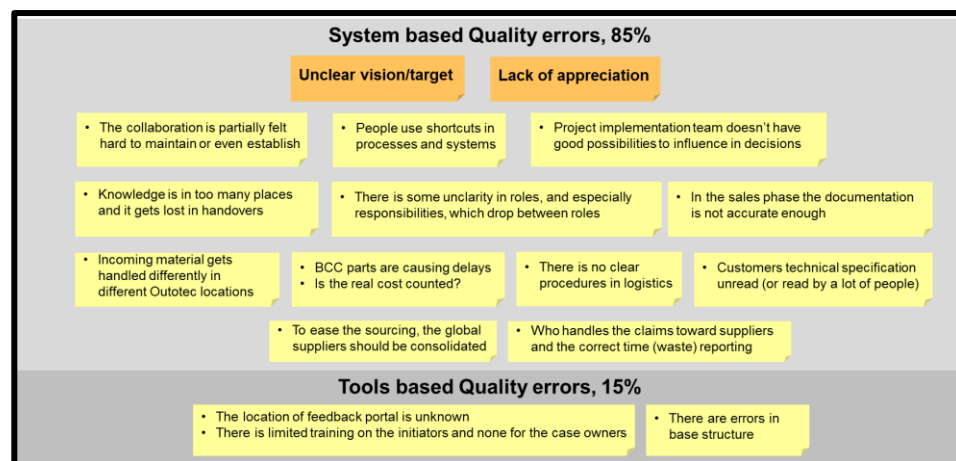 System based Quality errors, 85%
Unclear vision/target
Lack of appreciation
• The collaboration is partially felt
hard to maintain or even establish
• People use shortcuts in
processes and systems
• Project implementation team doesn't have
good possibilities to influence in decisions
• Knowledge is in too many places
and it gets lost in handovers
• There is some unclarity in roles, and especially
responsibilities, which drop between roles
• In the sales phase the documentation
is not accurate enough
• Incoming material gets
handled differently in
different Outotec locations
• BCC parts are causing delays
• Is the real cost counted?
• There is no clear
procedures in logistics
• Customers technical specification
unread (or read by a lot of people)
• To ease the sourcing, the global
suppliers should be consolidated
• Who handles the claims toward suppliers
and the correct time (waste) reporting
Tools based Quality errors, 15%
• The location of feedback portal is unknown
• There is limited training on the initiators and none for the case owners
• There are errors in
base structure